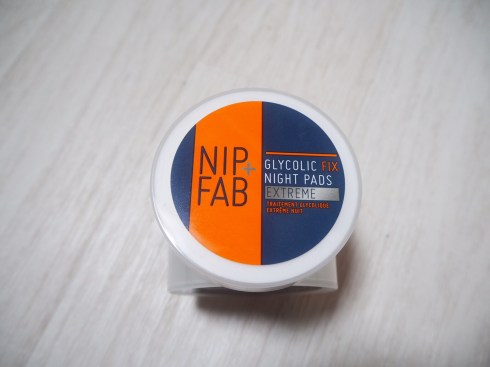 NIP+
FAB
GLYCOLIC FIX
NIGHT PADS
EXTREME
TRAITEMENT GLYCOLIQUE
EXTRÊME NUIT